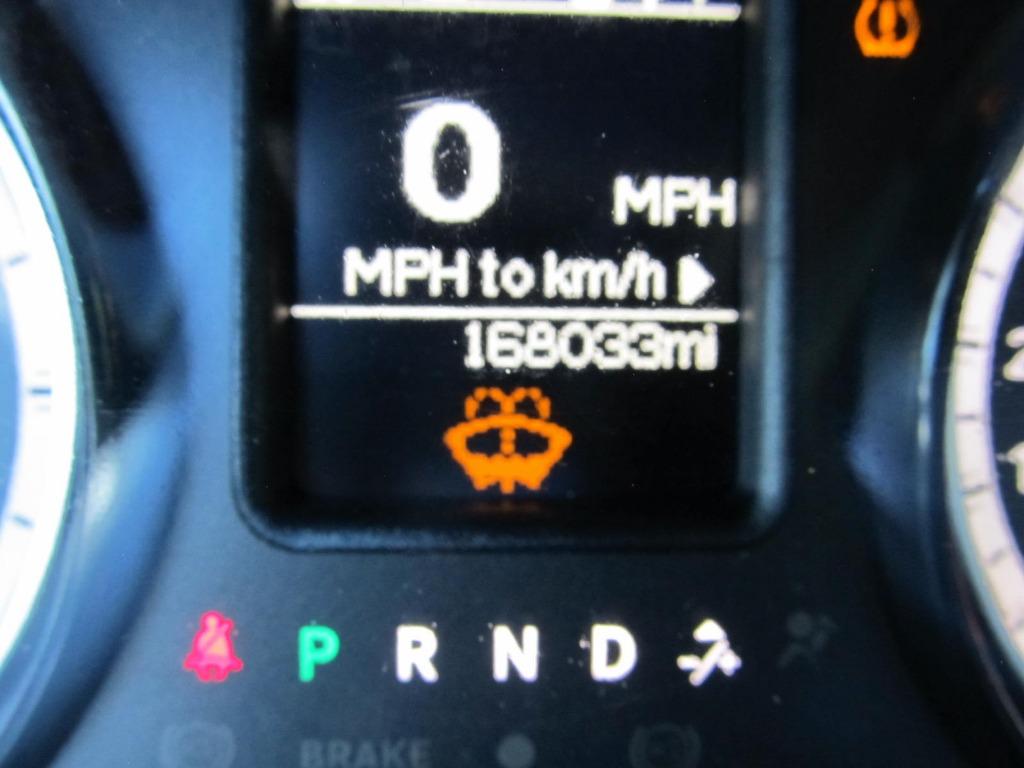 0 MPH
MPH to km/h
168033mi
P R N D
BRAKE